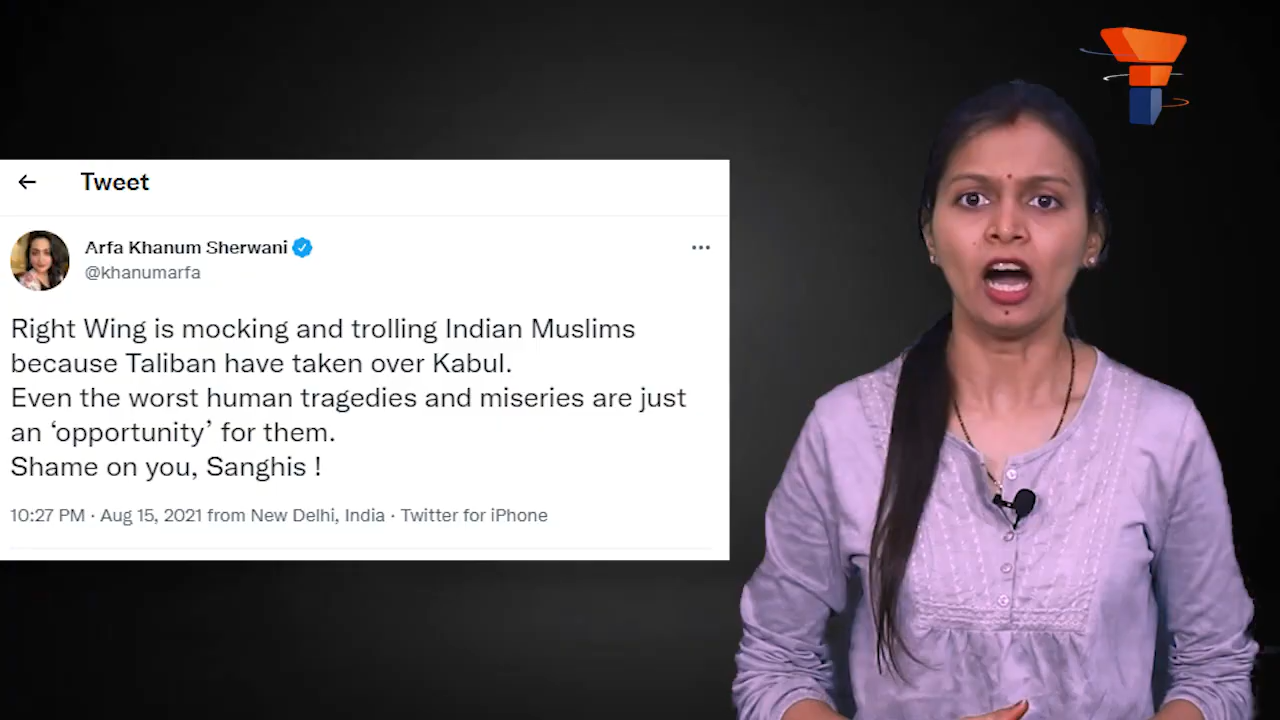 Tweet
Arfa Khanum Sherwani
@khanumarfa
Right Wing is mocking and trolling Indian Muslims
because Taliban have taken over Kabul.
Even the worst human tragedies and miseries are just
an ‘opportunity’ for them.
Shame on you, Sanghis !
10:27 PM · Aug 15, 2021 from New Delhi, India · Twitter for iPhone